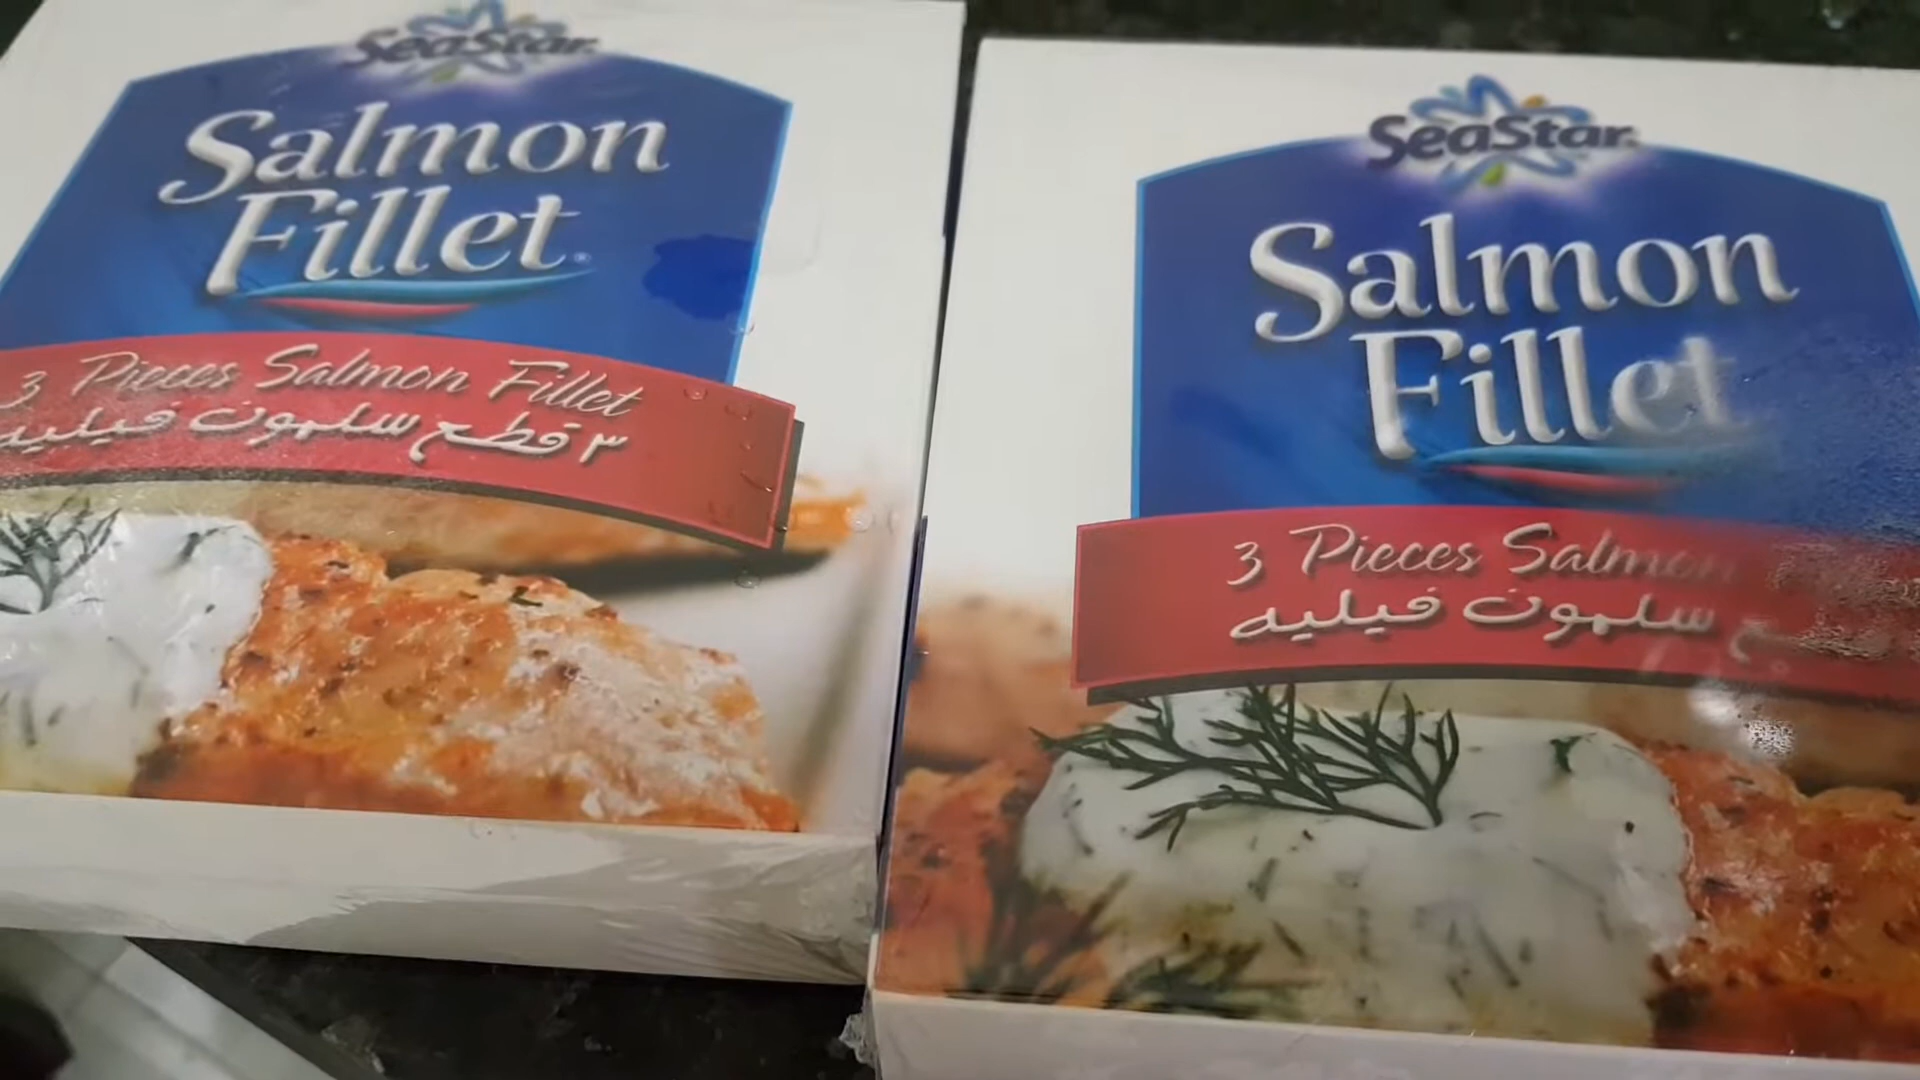 SeaStar
Salmon
Fillet
3 Pieces Salmon Fillet
٣ قطع سلمون فيليه
SeaStar
Salmon
Fillet
3 Pieces Salmon
سلمون فيليه